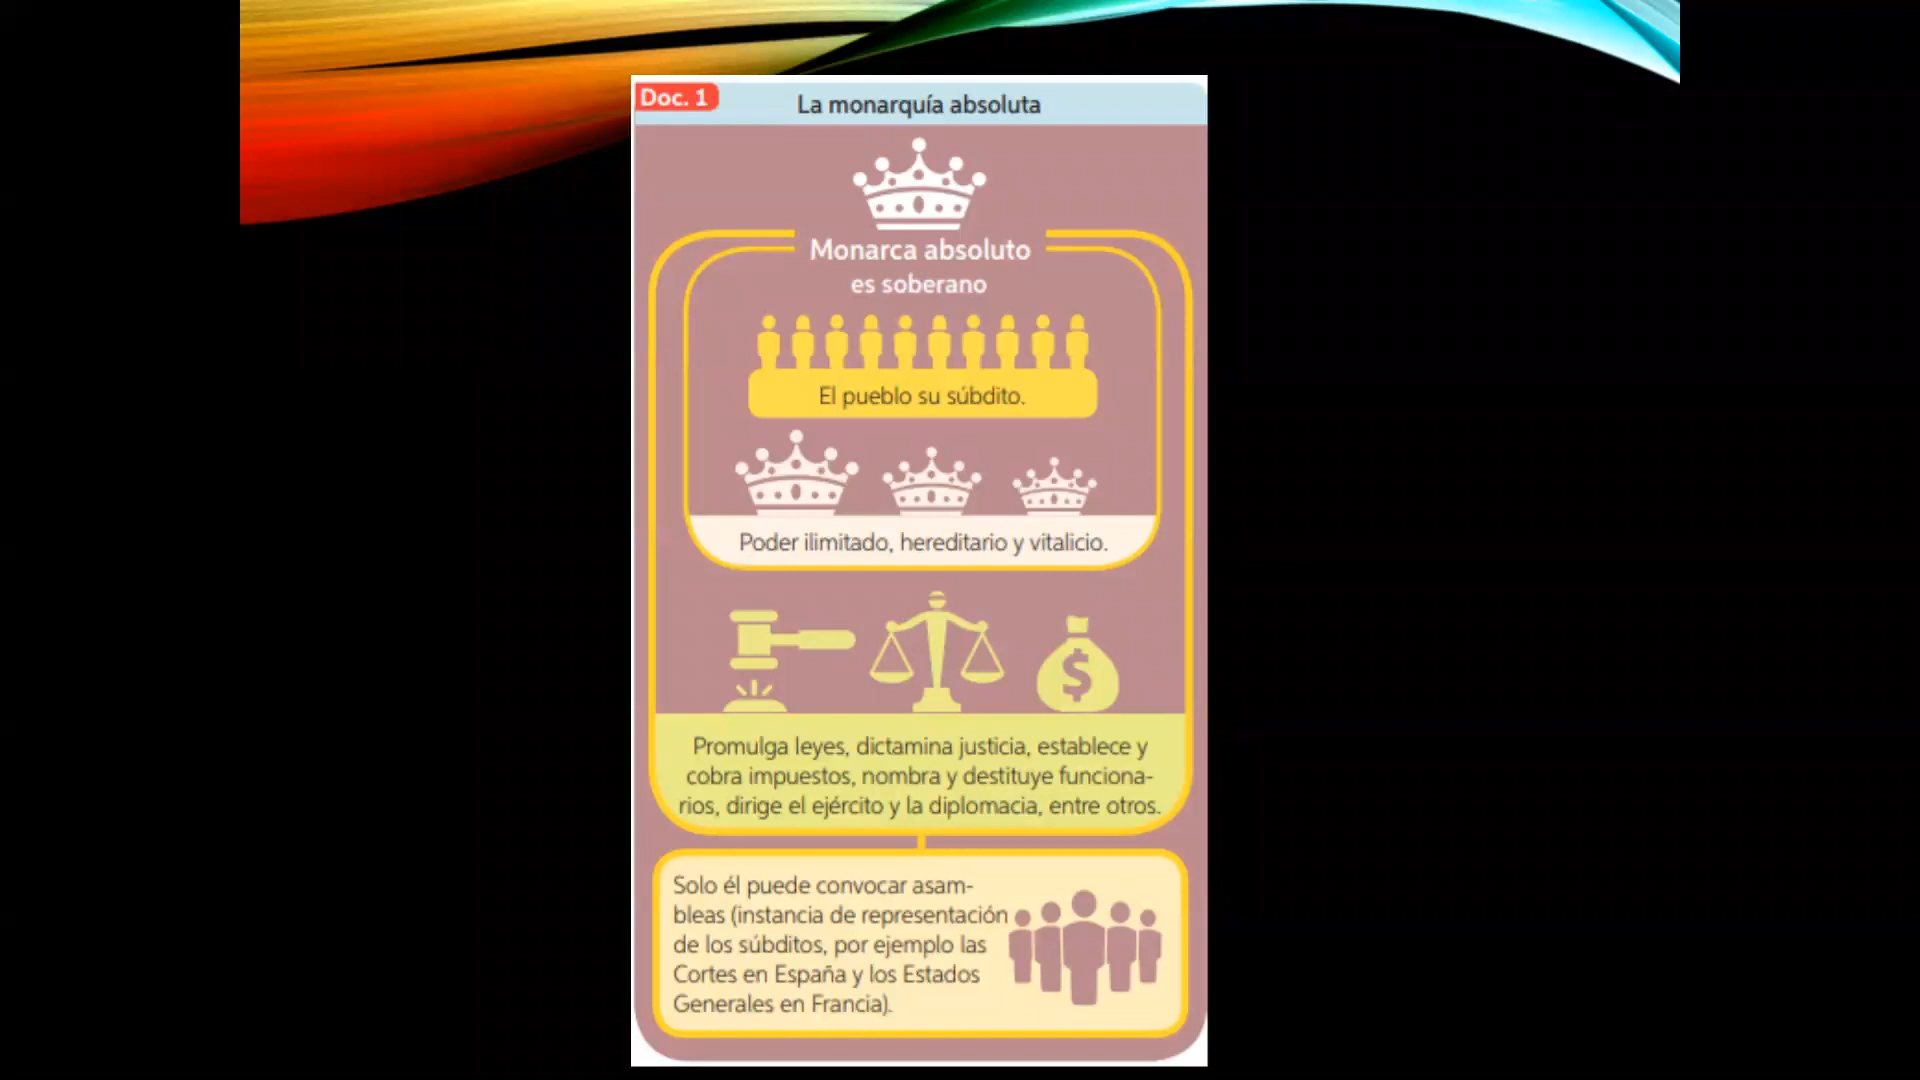 Doc. 1
La monarquía absoluta
Monarca absoluto
es soberano
El pueblo su súbdito.
Poder ilimitado, hereditario y vitalicio.
$
Promulga leyes, dictamina justicia, establece y
cobra impuestos, nombra y destituye funciona-
rios, dirige el ejército y la diplomacia, entre otros.
Solo él puede convocar asam-
bleas (instancia de representación
de los súbditos, por ejemplo las
Cortes en España y los Estados
Generales en Francia).